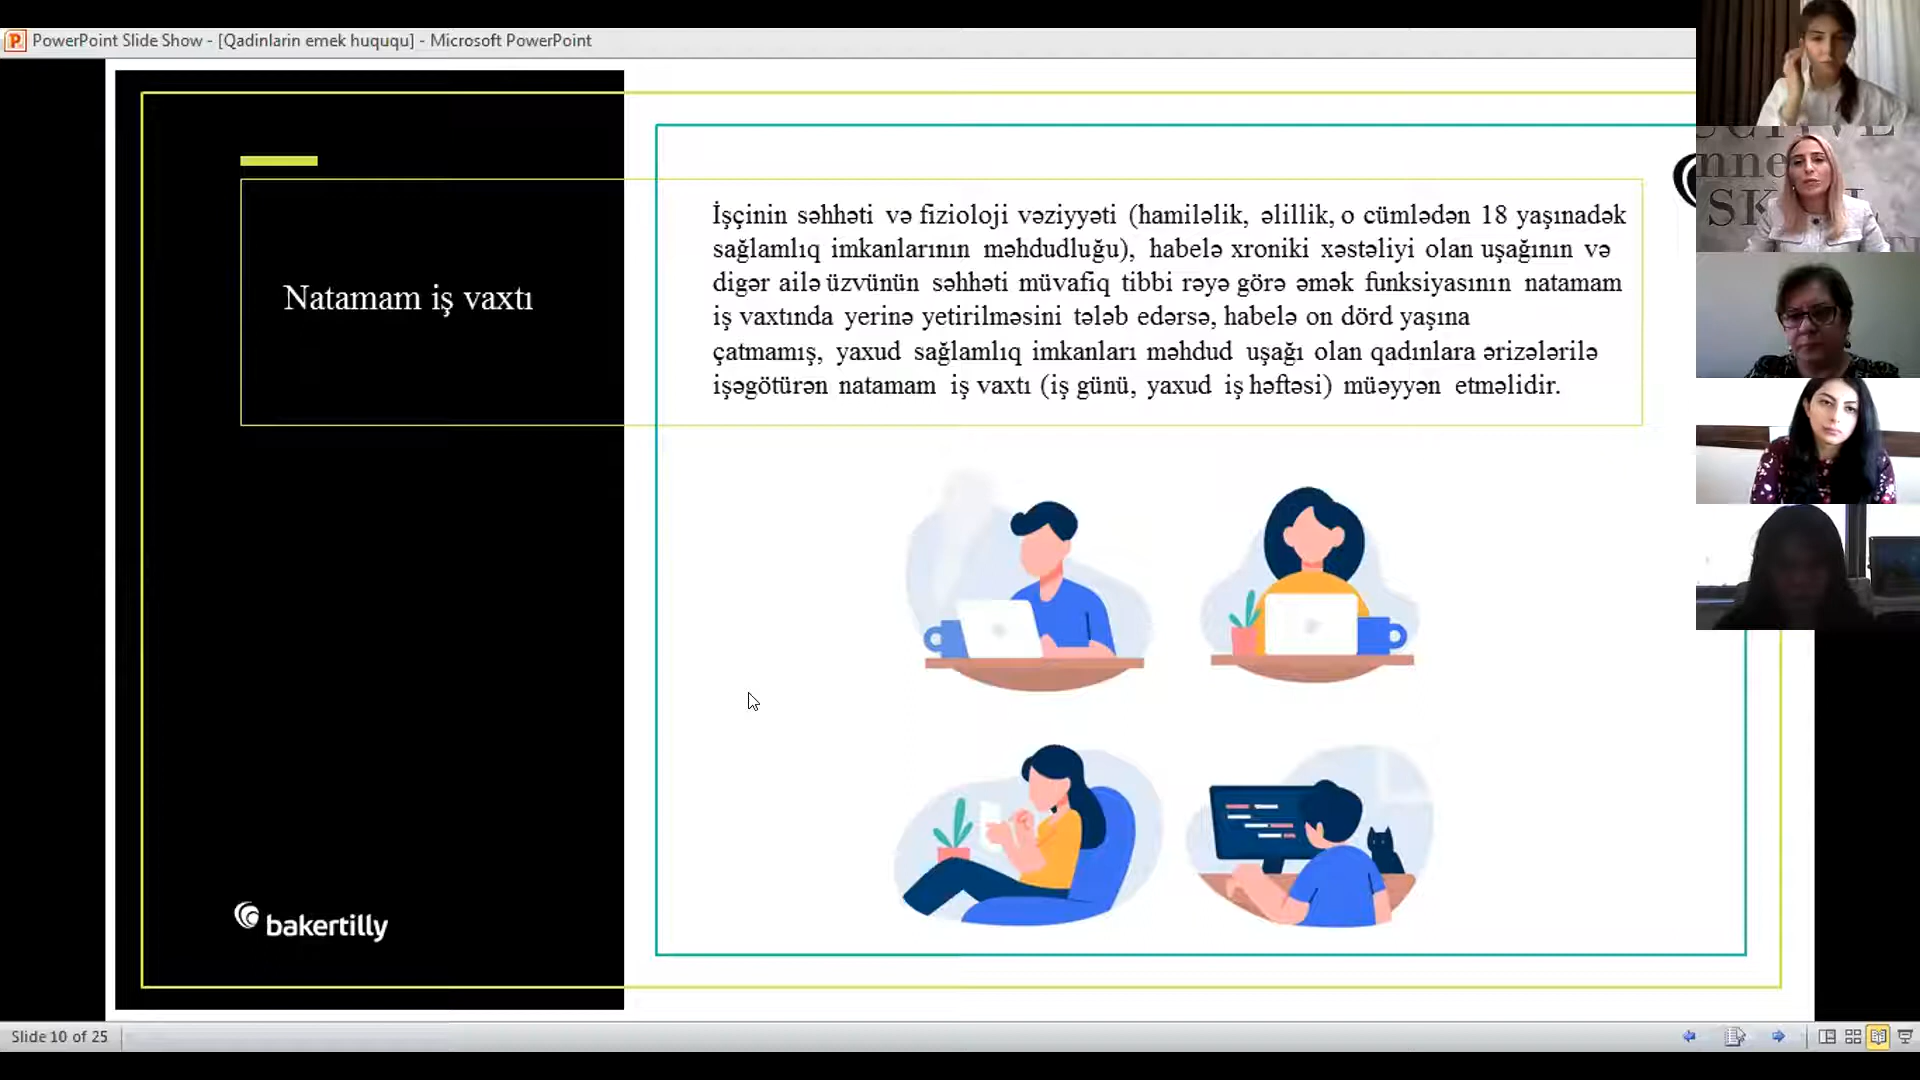 PowerPoint Slide Show - [Qadinlarin emek huququ] - Microsoft PowerPoint
Natamam iş vaxtı
İşçinin səhhəti və fizioloji vəziyyəti (hamiləlik, əlillik, o cümlədən 18 yaşınadək
sağlamlıq imkanlarının məhdudluğu), habelə xroniki xəstəliyi olan uşağının və
digər ailə üzvünün səhhəti müvafiq tibbi rəyə görə əmək funksiyasının natamam
iş vaxtında yerinə yetirilməsini tələb edərsə, habelə on dörd yaşına
çatmamış, yaxud sağlamlıq imkanları məhdud uşağı olan qadınlara ərizələrilə
işəgötürən natamam iş vaxtı (iş günü, yaxud iş həftəsi) müəyyən etməlidir.
bakertilly
Slide 10 of 25